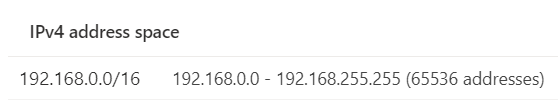 IPv4 address space
192.168.0.0/16 192.168.0.0 - 192.168.255.255 (65536 addresses)